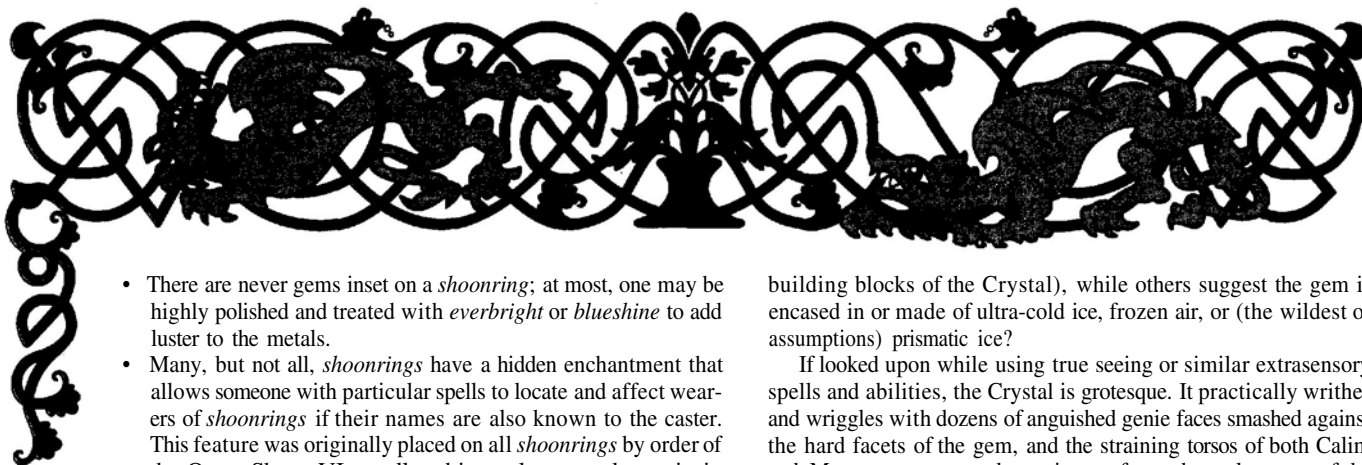 • There are never gems inset on a shoonring; at most, one may be
highly polished and treated with everbright or blueshine to add
luster to the metals.
• Many, but not all, shoonrings have a hidden enchantment that
allows someone with particular spells to locate and affect wear-
ers of shoonrings if their names are also known to the caster.
This feature was originally placed on all shoonrings by order of
building blocks of the Crystal), while others suggest the gem i
encased in or made of ultra-cold ice, frozen air, or (the wildest o
assumptions) prismatic ice?
If looked upon while using true seeing or similar extrasensory
spells and abilities, the Crystal is grotesque. It practically writhe
and wriggles with dozens of anguished genie faces smashed agains
the hard facets of the gem, and the straining torsos of both Calim